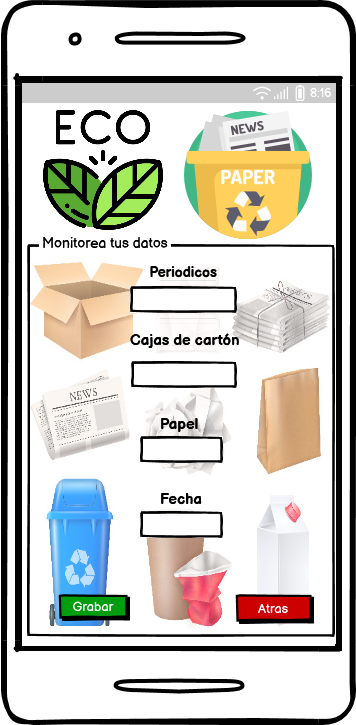 8:16
ECO
NEWS
PAPER
Monitorea tus datos
Periodicos
Cajas de cartón
NEWS
Papel
Fecha
Grabar
Atras